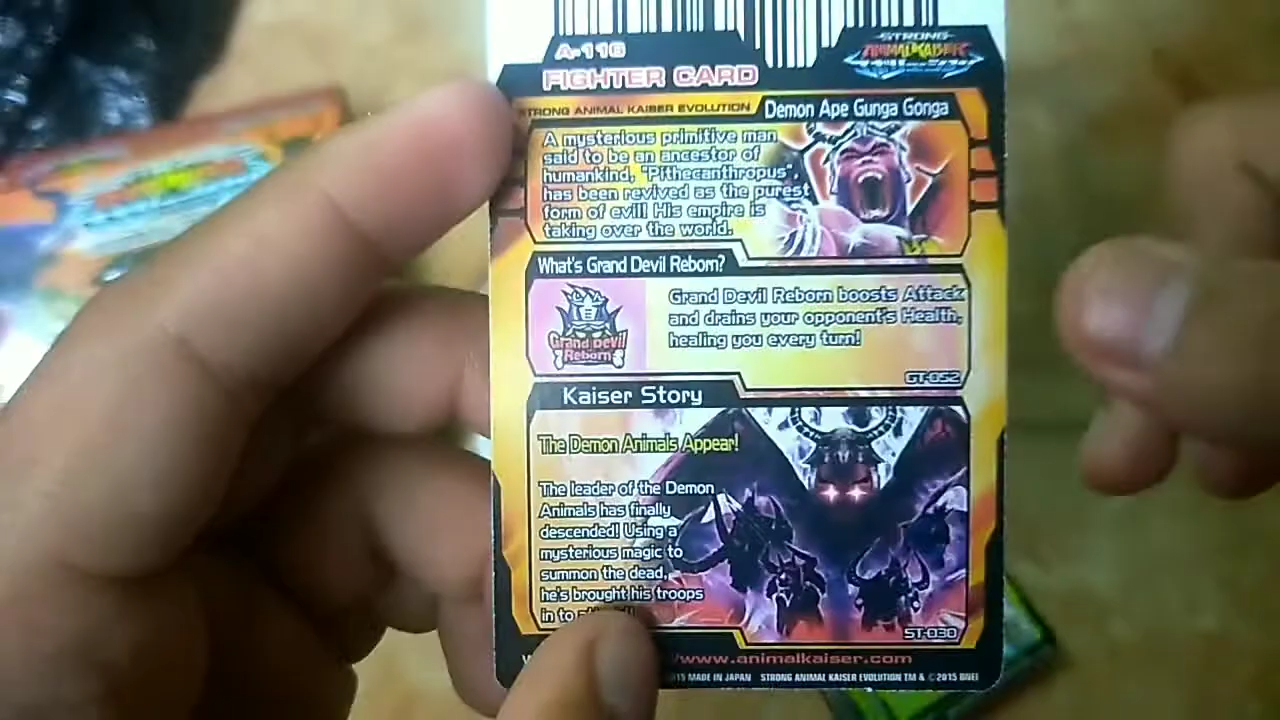 A-116
STRONG
ANIMAL KAISER
FIGHTER CARD
STRONG ANIMAL KAISER EVOLUTION
Demon Ape Gunga Gonga
A mysterious primitive man
said to be an ancestor of
humankind, "Pithecanthropus",
has been revived as the purest
form of evil! His empire is
taking over the world.
What's Grand Devil Reborn?
Grand Devil
Reborn
Grand Devil Reborn boosts Attack
and drains your opponent's Health,
healing you every turn!
GT-052
Kaiser Story
The Demon Animals Appear!
The leader of the Demon
Animals has finally
descended! Using a
mysterious magic to
summon the dead,
he's brought his troops
in to
ST-030
/www.animalkaiser.com
MADE IN JAPAN STRONG ANIMAL KAISER EVOLUTION TM & ©2015 BNEI